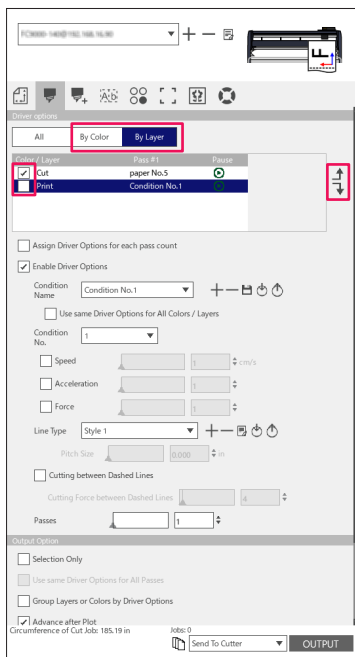 FC9000-140@192.168.16.90
F
A:b
Driver options
All By Color By Layer
Color / Layer Pass #1 Pause
Cut paper No.5
Print Condition No.1
Assign Driver Options for each pass count
Enable Driver Options
Condition Name Condition No.1
Use same Driver Options for All Colors / Layers
Condition No. 1
Speed 1 cm/s
Acceleration 1
Force 1
Line Type Style 1
Pitch Size 0.000 in
Cutting between Dashed Lines
Cutting Force between Dashed Lines 4
Passes 1
Output Option
Selection Only
Use same Driver Options for All Passes
Group Layers or Colors by Driver Options
Advance after Plot
Circumference of Cut Job: 185.19 in Jobs: 0
Send To Cutter OUTPUT